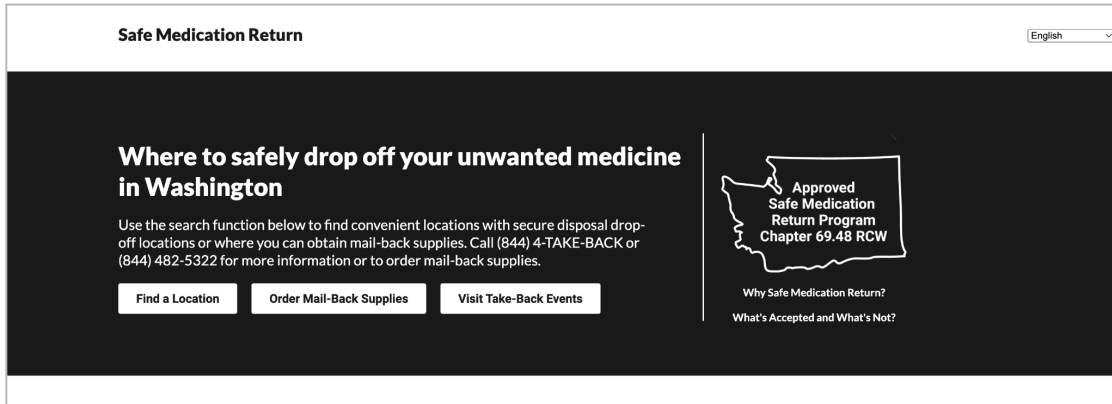 Safe Medication Return
English
Where to safely drop off your unwanted medicine
in Washington
Use the search function below to find convenient locations with secure disposal drop-
off locations or where you can obtain mail-back supplies. Call (844) 4-TAKE-BACK or
(844) 482-5322 for more information or to order mail-back supplies.
Find a Location
Order Mail-Back Supplies
Visit Take-Back Events
Approved
Safe Medication
Return Program
Chapter 69.48 RCW
Why Safe Medication Return?
What's Accepted and What's Not?